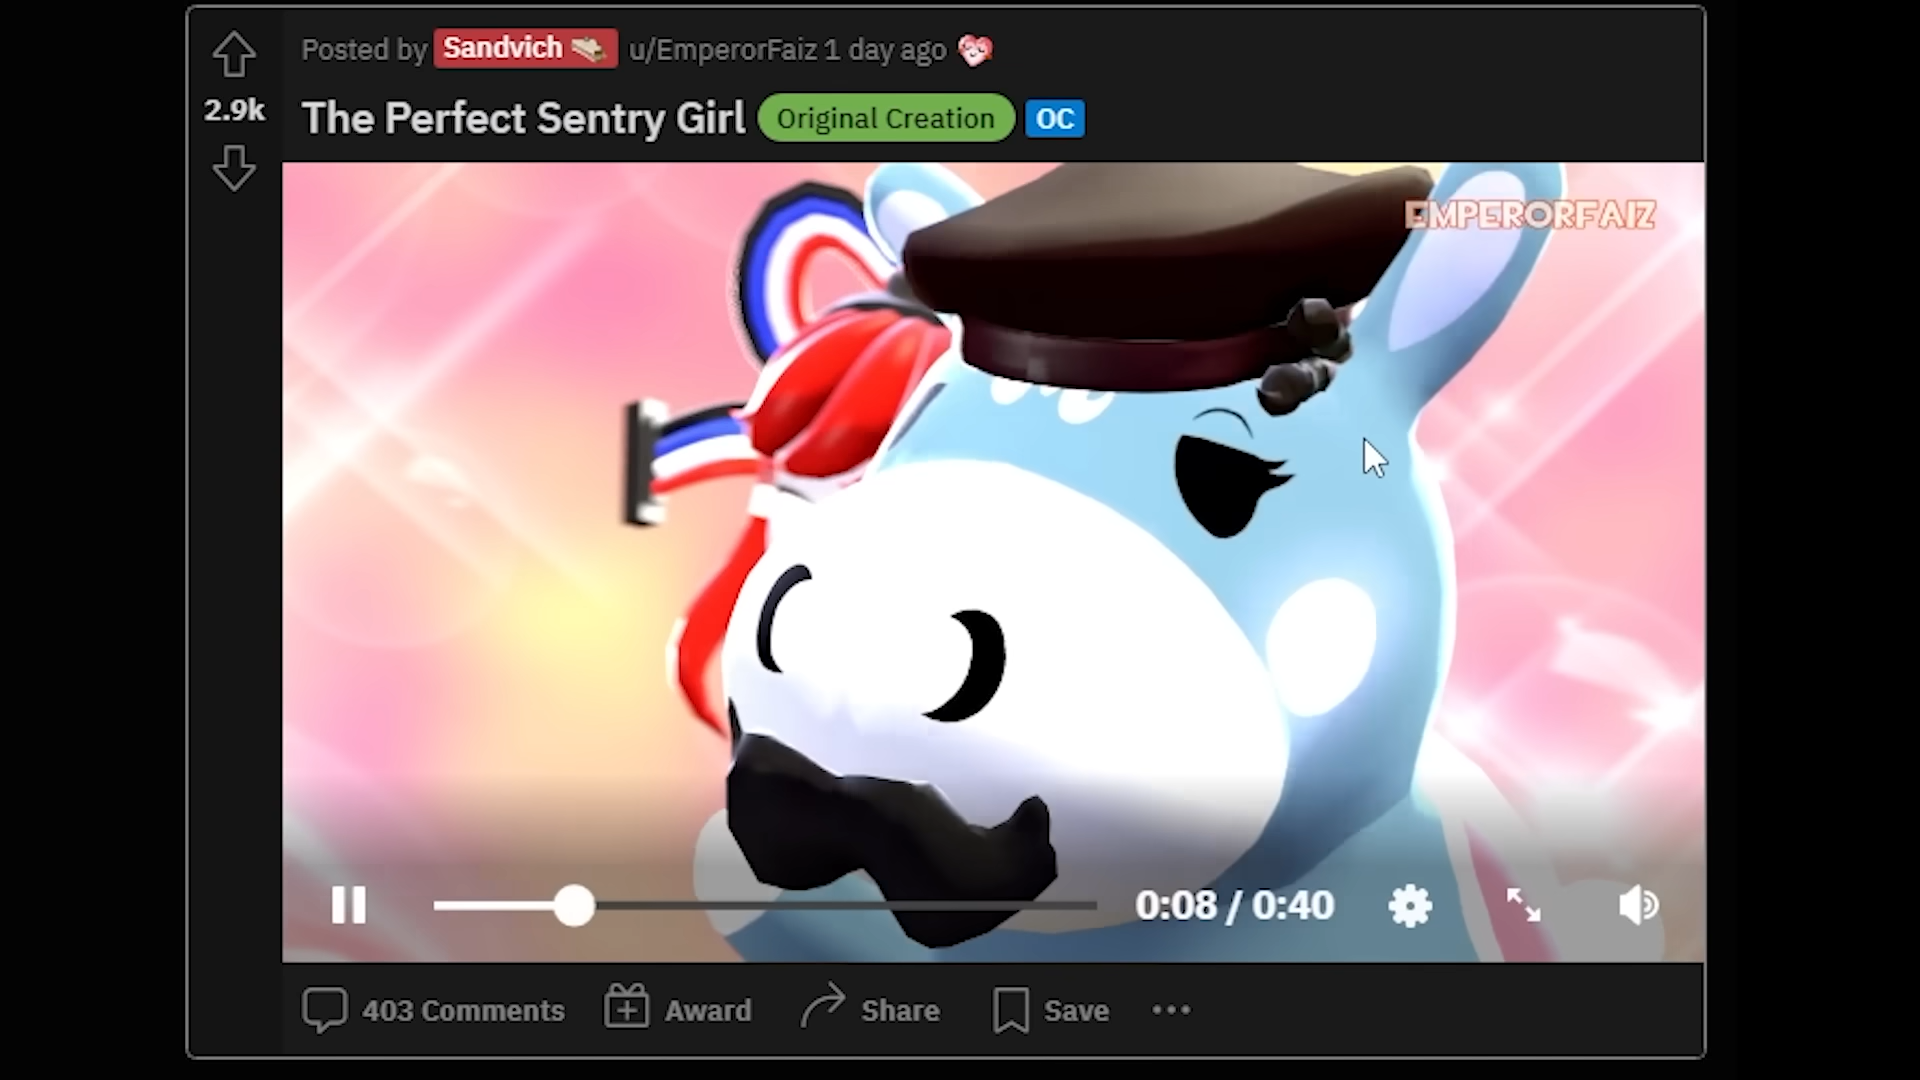 Posted by Sandvich u/EmperorFaiz 1 day ago
2.9k
The Perfect Sentry Girl Original Creation OC
EMPERORFAIZ
0:08 / 0:40
403 Comments Award Share Save